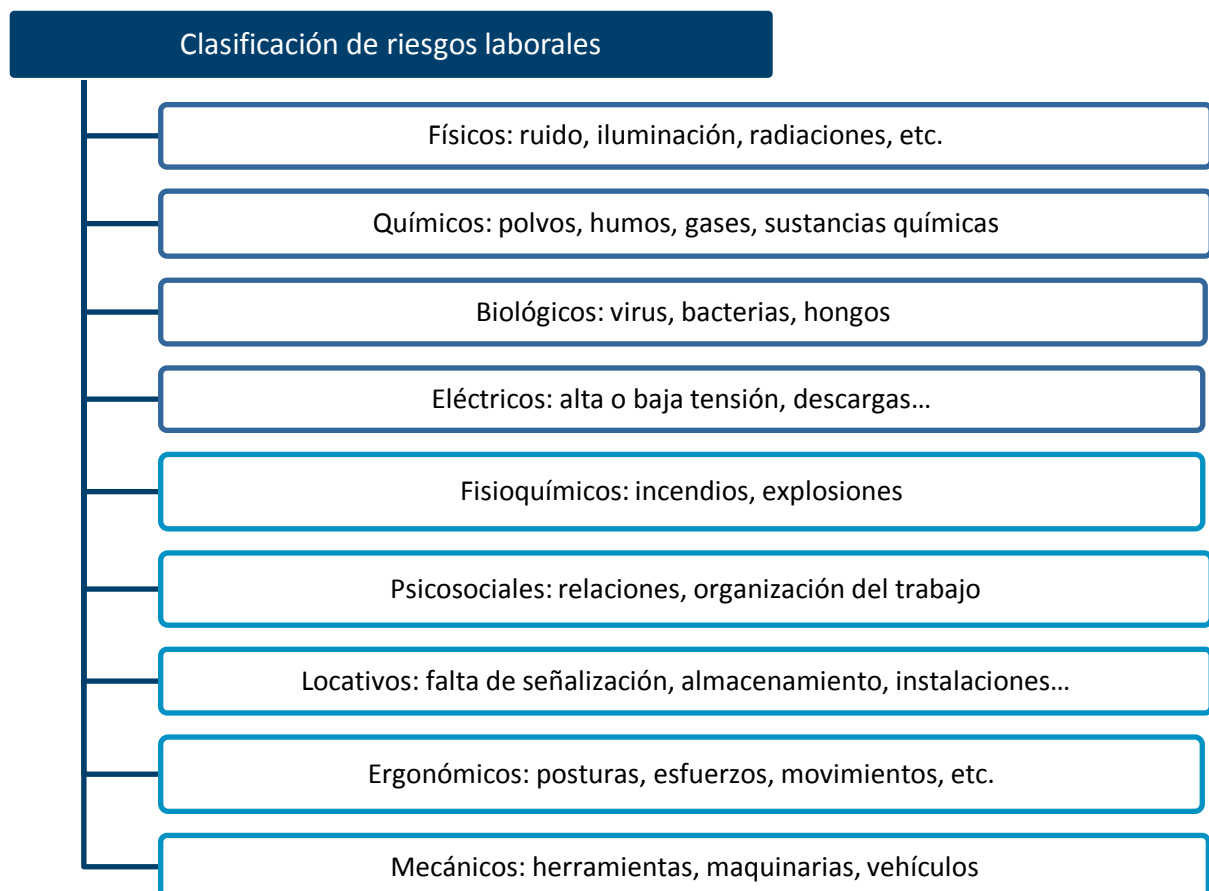 Clasificación de riesgos laborales
Físicos: ruido, iluminación, radiaciones, etc.
Químicos: polvos, humos, gases, sustancias químicas
Biológicos: virus, bacterias, hongos
Eléctricos: alta o baja tensión, descargas...
Fisioquímicos: incendios, explosiones
Psicosociales: relaciones, organización del trabajo
Locativos: falta de señalización, almacenamiento, instalaciones...
Ergonómicos: posturas, esfuerzos, movimientos, etc.
Mecánicos: herramientas, maquinarias, vehículos